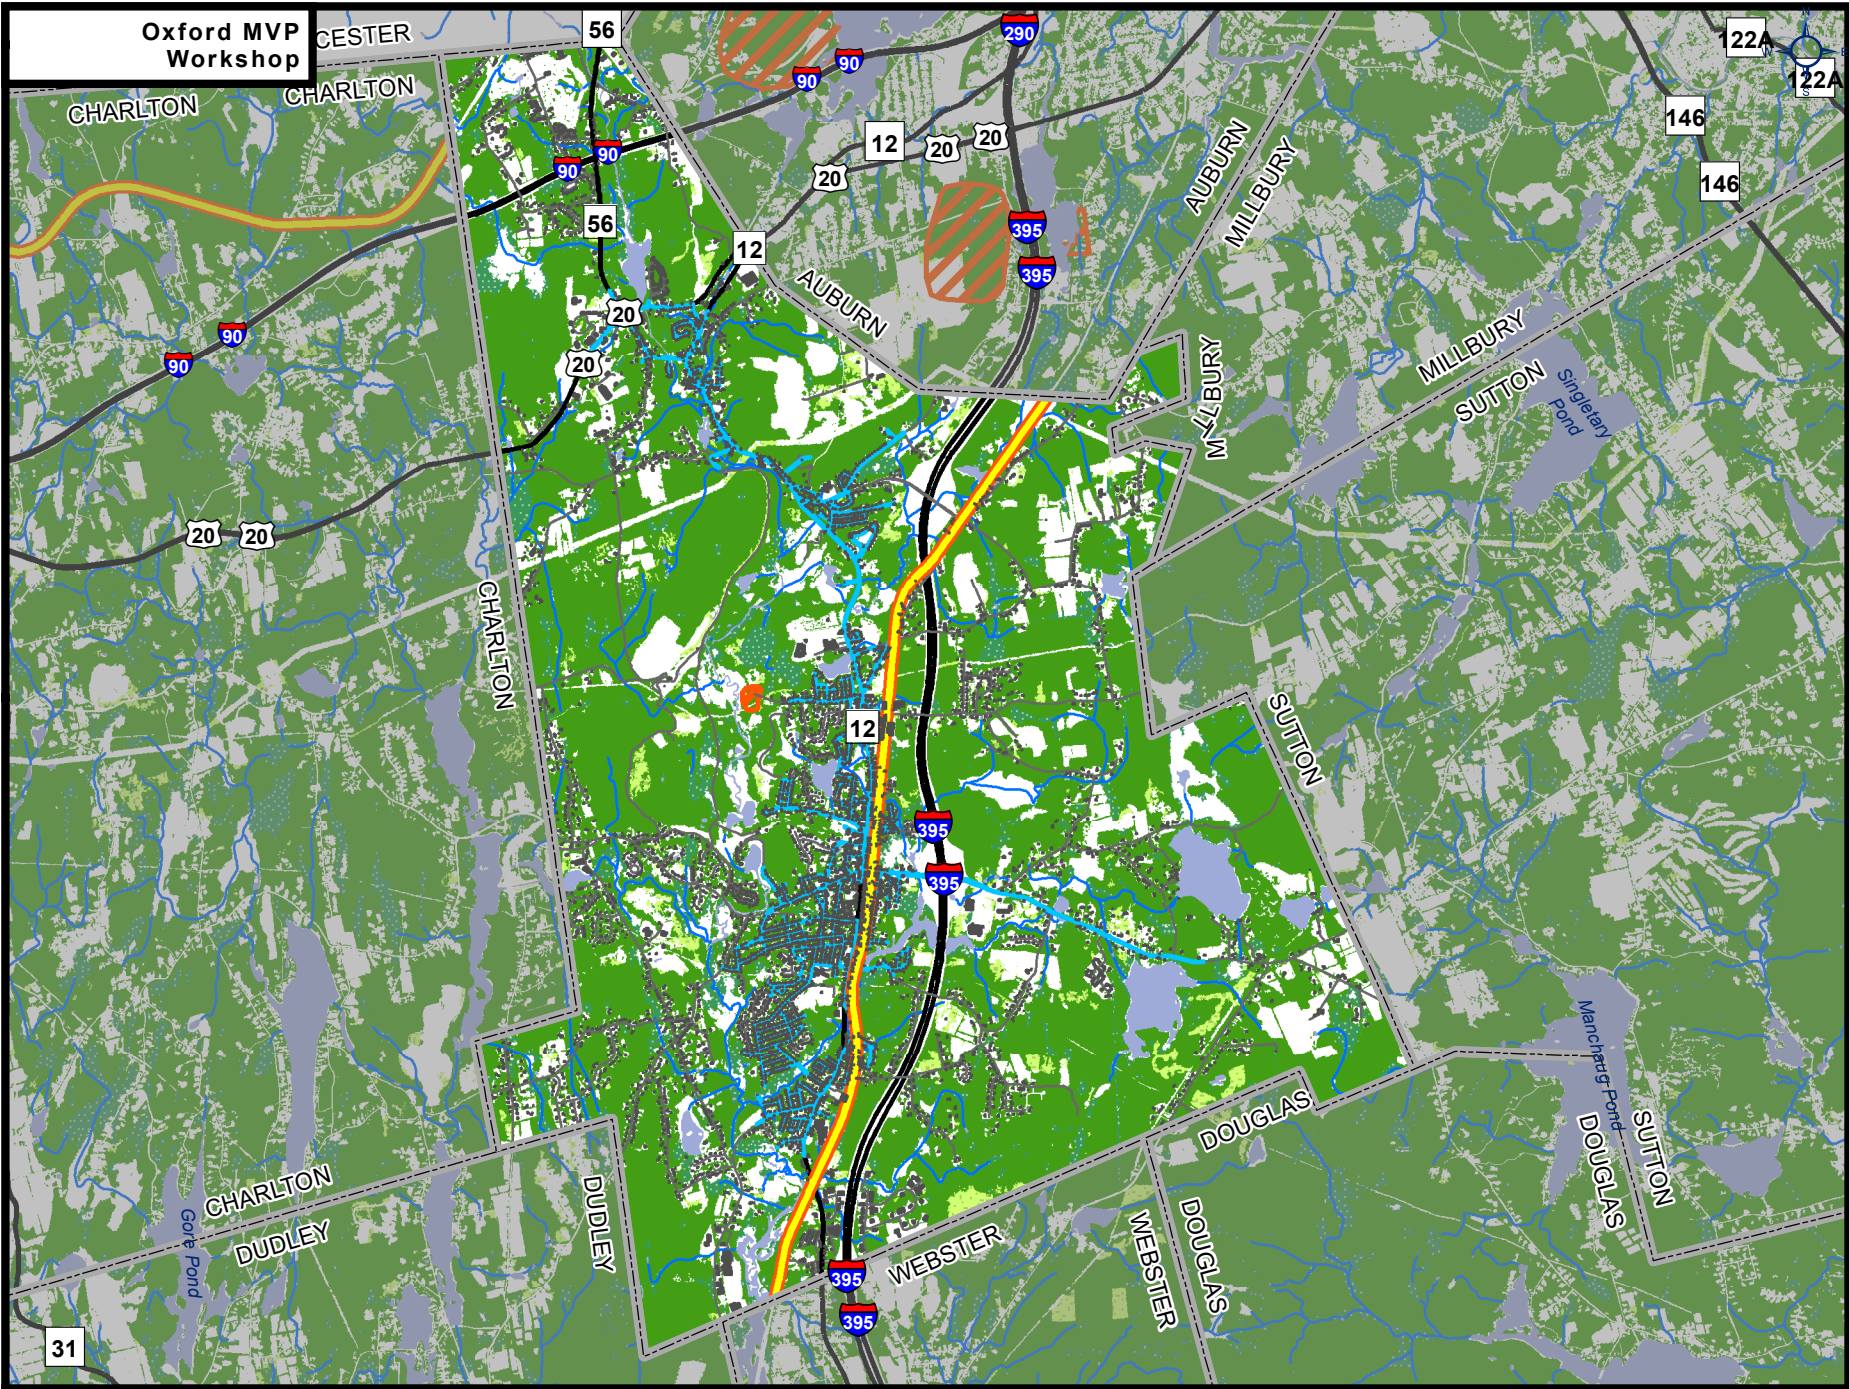 Oxford MVP
Workshop
CESTER
56
290
122A
N
W
E
S
122A
CHARLTON
CHARLTON
90
90
146
12
20
20
90
90
20
AUBURN
MILLBURY
146
56
12
395
395
AUBURN
20
20
90
90
MILLBURY
MILLBURY
SUTTON
Singletary
Pond
20
20
CHARLTON
12
SUTTON
395
395
Manchaug Pond
SUTTON
DOUGLAS
DOUGLAS
CHARLTON
DUDLEY
DUDLEY
Gore Pond
WEBSTER
WEBSTER
DOUGLAS
395
395
31